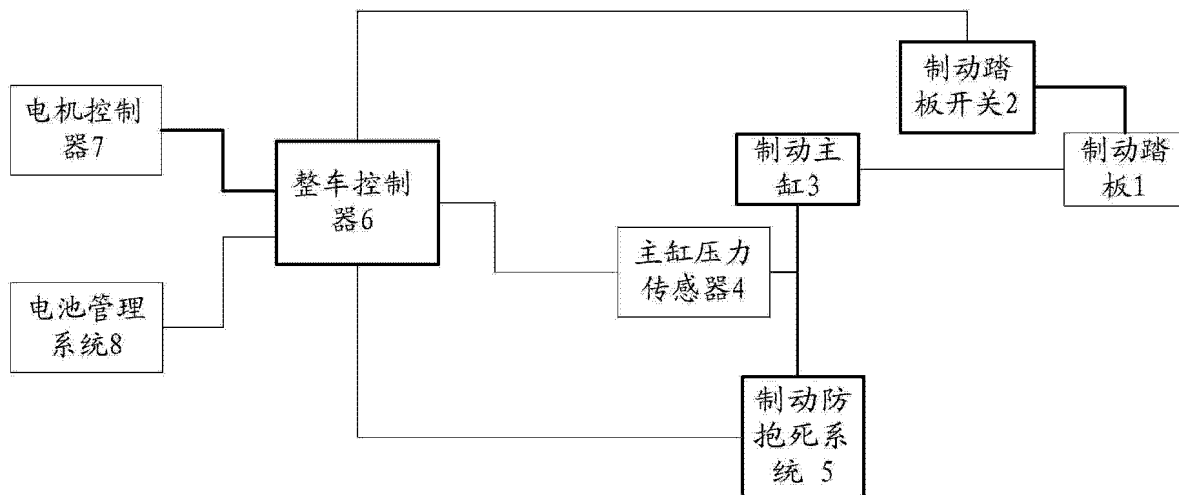 制动踏
板开关2
电机控制
器7
制动主
缸3
制动踏
板1
整车控制
器6
主缸压力
传感器4
电池管理
系统8
制动防
抱死系
统 5